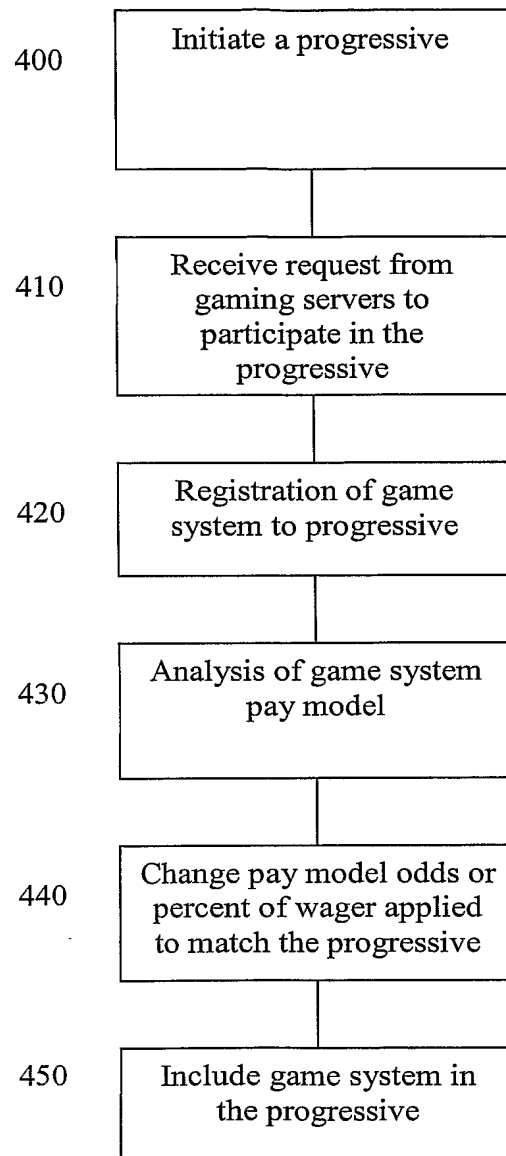 400
Initiate a progressive
410
Receive request from
gaming servers to
participate in the
progressive
420
Registration of game
system to progressive
430
Analysis of game system
pay model
440
Change pay model odds or
percent of wager applied
to match the progressive
450
Include game system in
the progressive